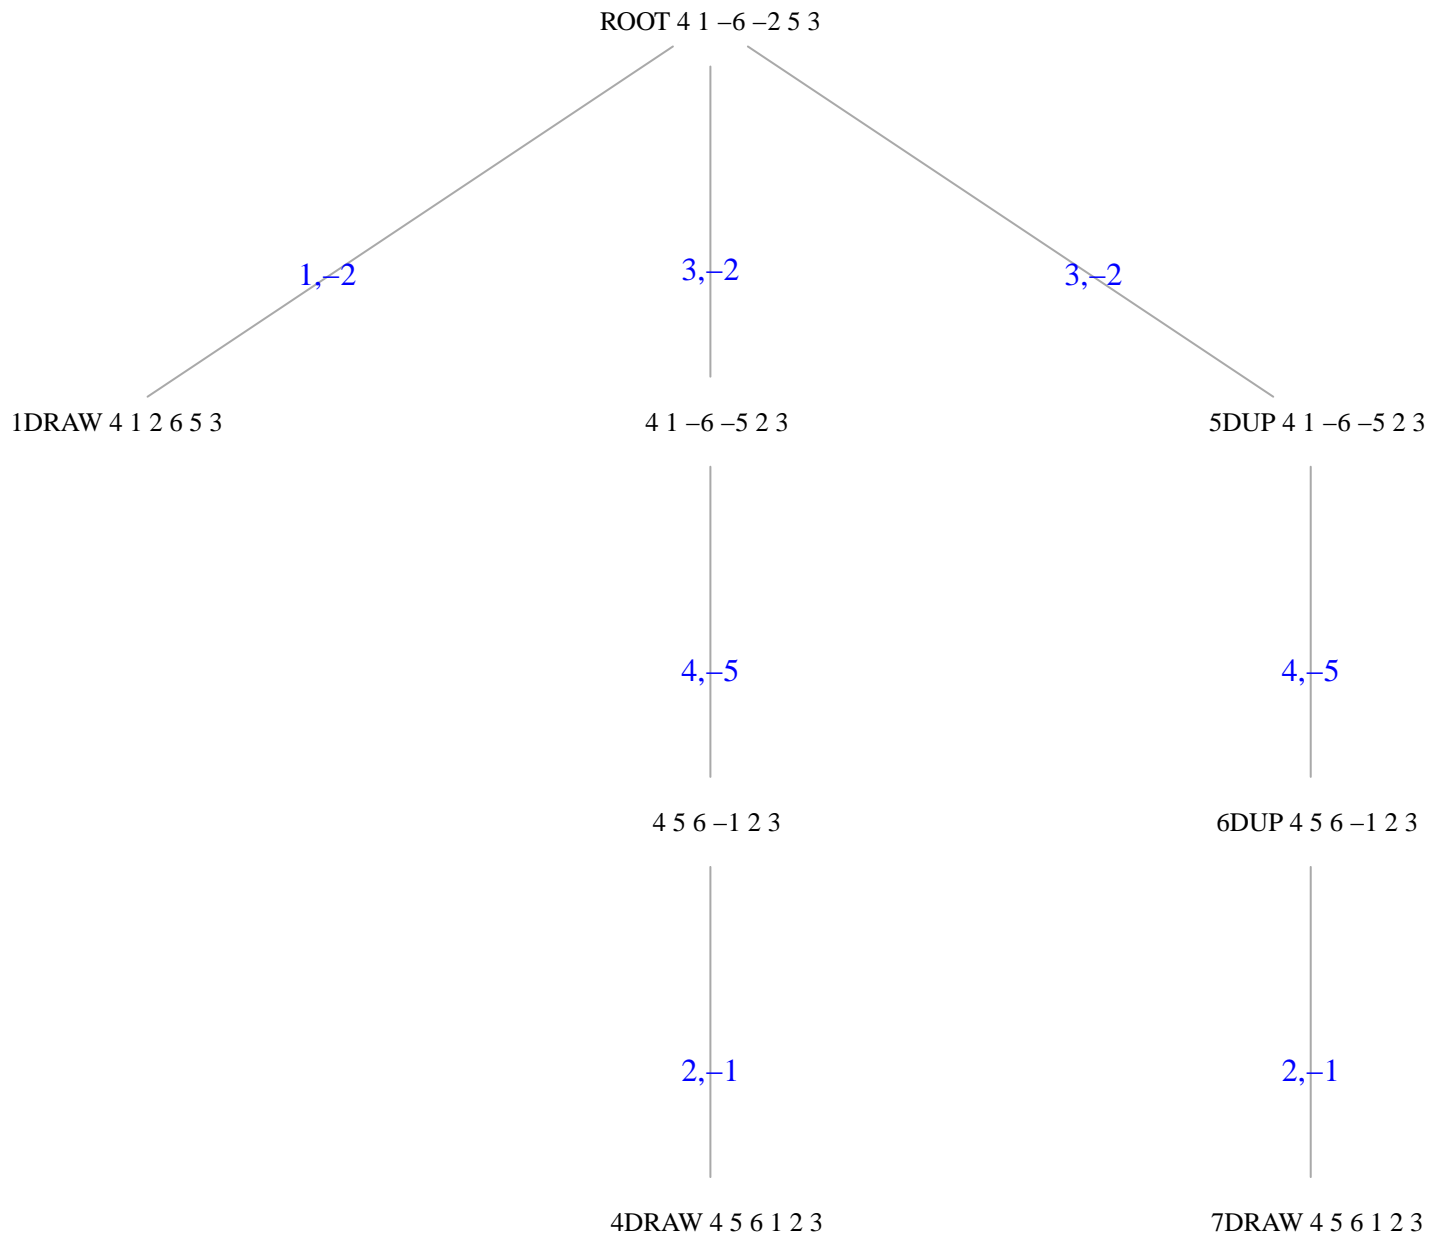 ROOT 4 1 –6 –2 5 3
1,–2
3,–2
3,–2
1DRAW 4 1 2 6 5 3
4 1 –6 –5 2 3
5DUP 4 1 –6 –5 2 3
4,–5
4,–5
4 5 6 –1 2 3
6DUP 4 5 6 –1 2 3
2,–1
2,–1
4DRAW 4 5 6 1 2 3
7DRAW 4 5 6 1 2 3